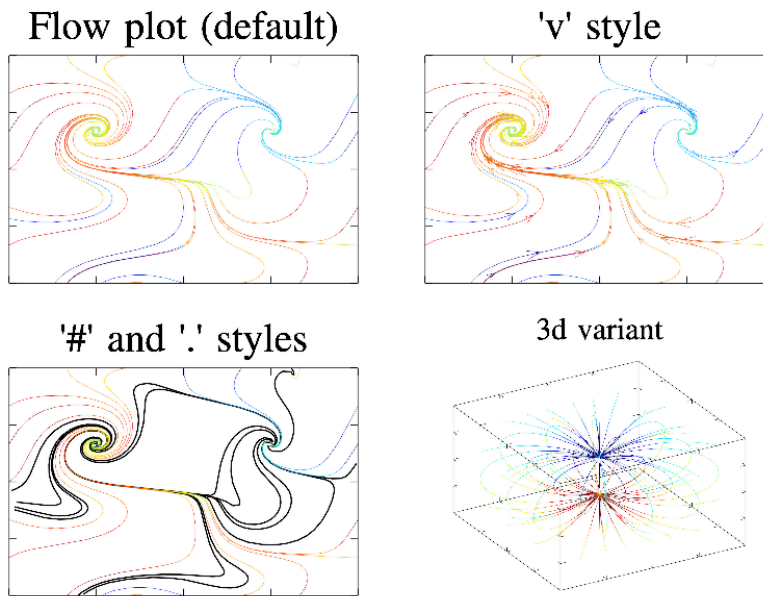 Flow plot (default)
'v' style
'#' and '.' styles
3d variant